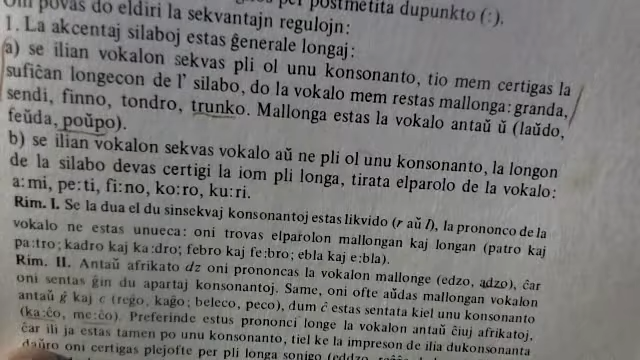 Oni povas do eldiri la sekvantajn regulojn:
per postmetita dupunkto (:).
1. La akcentaj silaboj estas ĝenerale longaj:
a) se ilian vokalon sekvas pli ol unu konsonanto, tio mem certigas la
sufiĉan longecon de l' silabo, do la vokalo mem restas mallonga: granda,
sendi, finno, tondro, trunko. Mallonga estas la vokalo antaŭ ŭ (laŭdo,
feŭda, poŭpo).
b) se ilian vokalon sekvas vokalo aŭ ne pli ol unu konsonanto, la longon
de la silabo devas certigi la iom pli longa, tirata elparolo de la vokalo:
a:mi, pe:ti, fi:no, ko:ro, ku:ri.
Rim. I. Se la dua el du sinsekvaj konsonantoj estas likvido (r aŭ l), la prononco de la
vokalo ne estas unueca: oni trovas elparolon mallongan kaj longan (patro kaj
pa:tro; kadro kaj ka:dro; febro kaj fe:bro; ebla kaj e:bla).
Rim. II. Antaŭ afrikato dz oni prononcas la vokalon mallonge (edzo, adzo), ĉar
oni sentas ĝin du apartaj konsonantoj. Same, oni ofte aŭdas mallongan vokalon
antaŭ ĝ kaj c (reĝo, kaĝo; beleco, peco), dum ĉ estas sentata kiel unu konsonanto
(ka:ĉo, me:ĉo). Preferinde estus prononci longe la vokalon antaŭ ĉiuj afrikatoj,
ĉar ili ja estas tamen po unu konsonanto, tiel ke la impreson de ilia dukonsonanta
daŭro oni certigas plejofte per pli longa sonigo (eddzo,